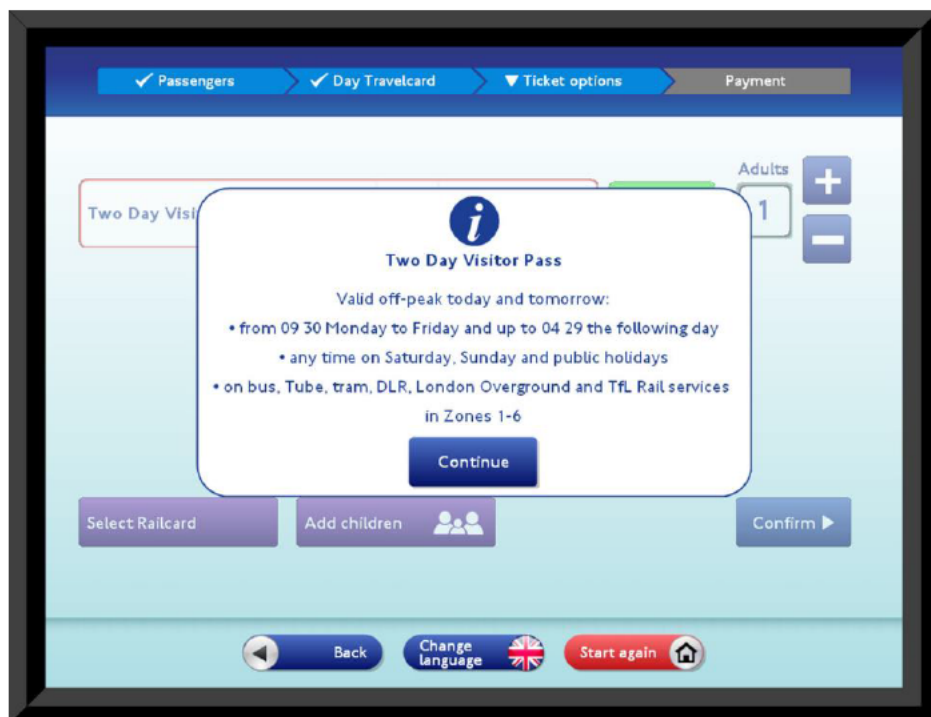 ✓ Passengers
✓ Day Travelcard
▼ Ticket options
Payment
Adults
Two Day Visi
1
+
−
i
Two Day Visitor Pass
Valid off-peak today and tomorrow:
• from 09 30 Monday to Friday and up to 04 29 the following day
• any time on Saturday, Sunday and public holidays
• on bus, Tube, tram, DLR, London Overground and TfL Rail services
in Zones 1-6
Continue
Select Railcard
Add children
Confirm ▶
Back
Change
language
Start again